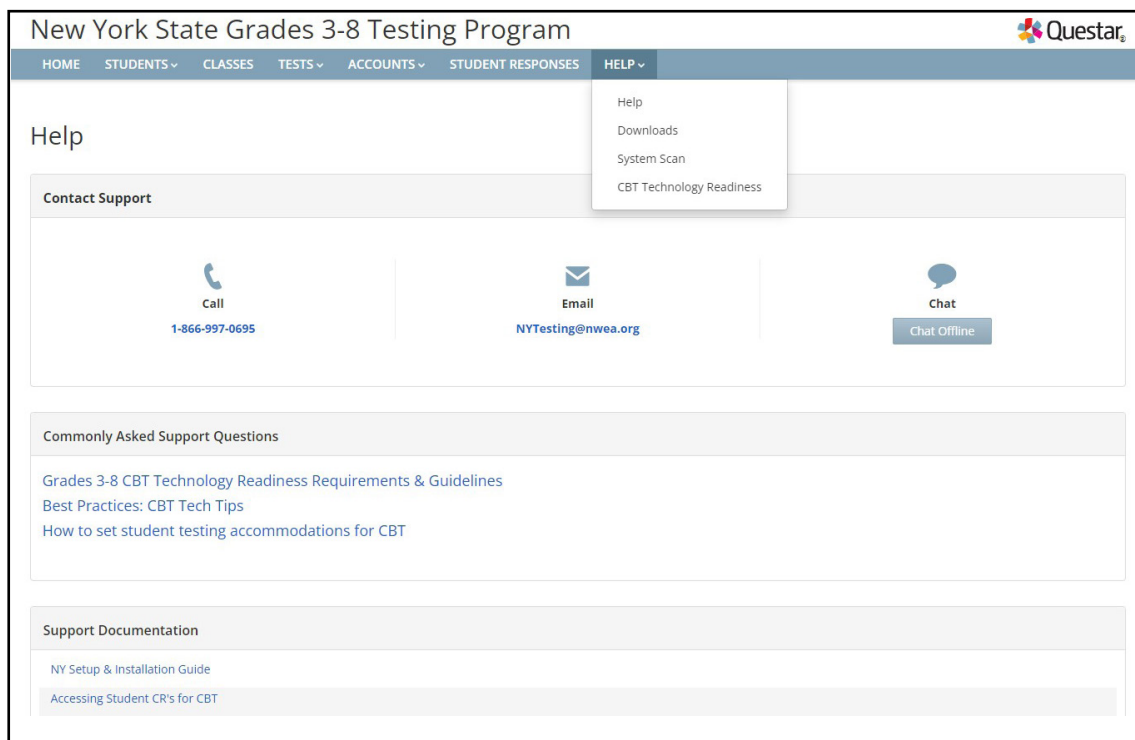 New York State Grades 3-8 Testing Program
Questar®
HOME STUDENTS CLASSES TESTS ACCOUNTS STUDENT RESPONSES HELP
Help
Downloads
System Scan
CBT Technology Readiness
Help
Contact Support
Call
1-866-997-0695
Email
NYTesting@nwea.org
Chat
Chat Offline
Commonly Asked Support Questions
Grades 3-8 CBT Technology Readiness Requirements & Guidelines
Best Practices: CBT Tech Tips
How to set student testing accommodations for CBT
Support Documentation
NY Setup & Installation Guide
Accessing Student CR's for CBT